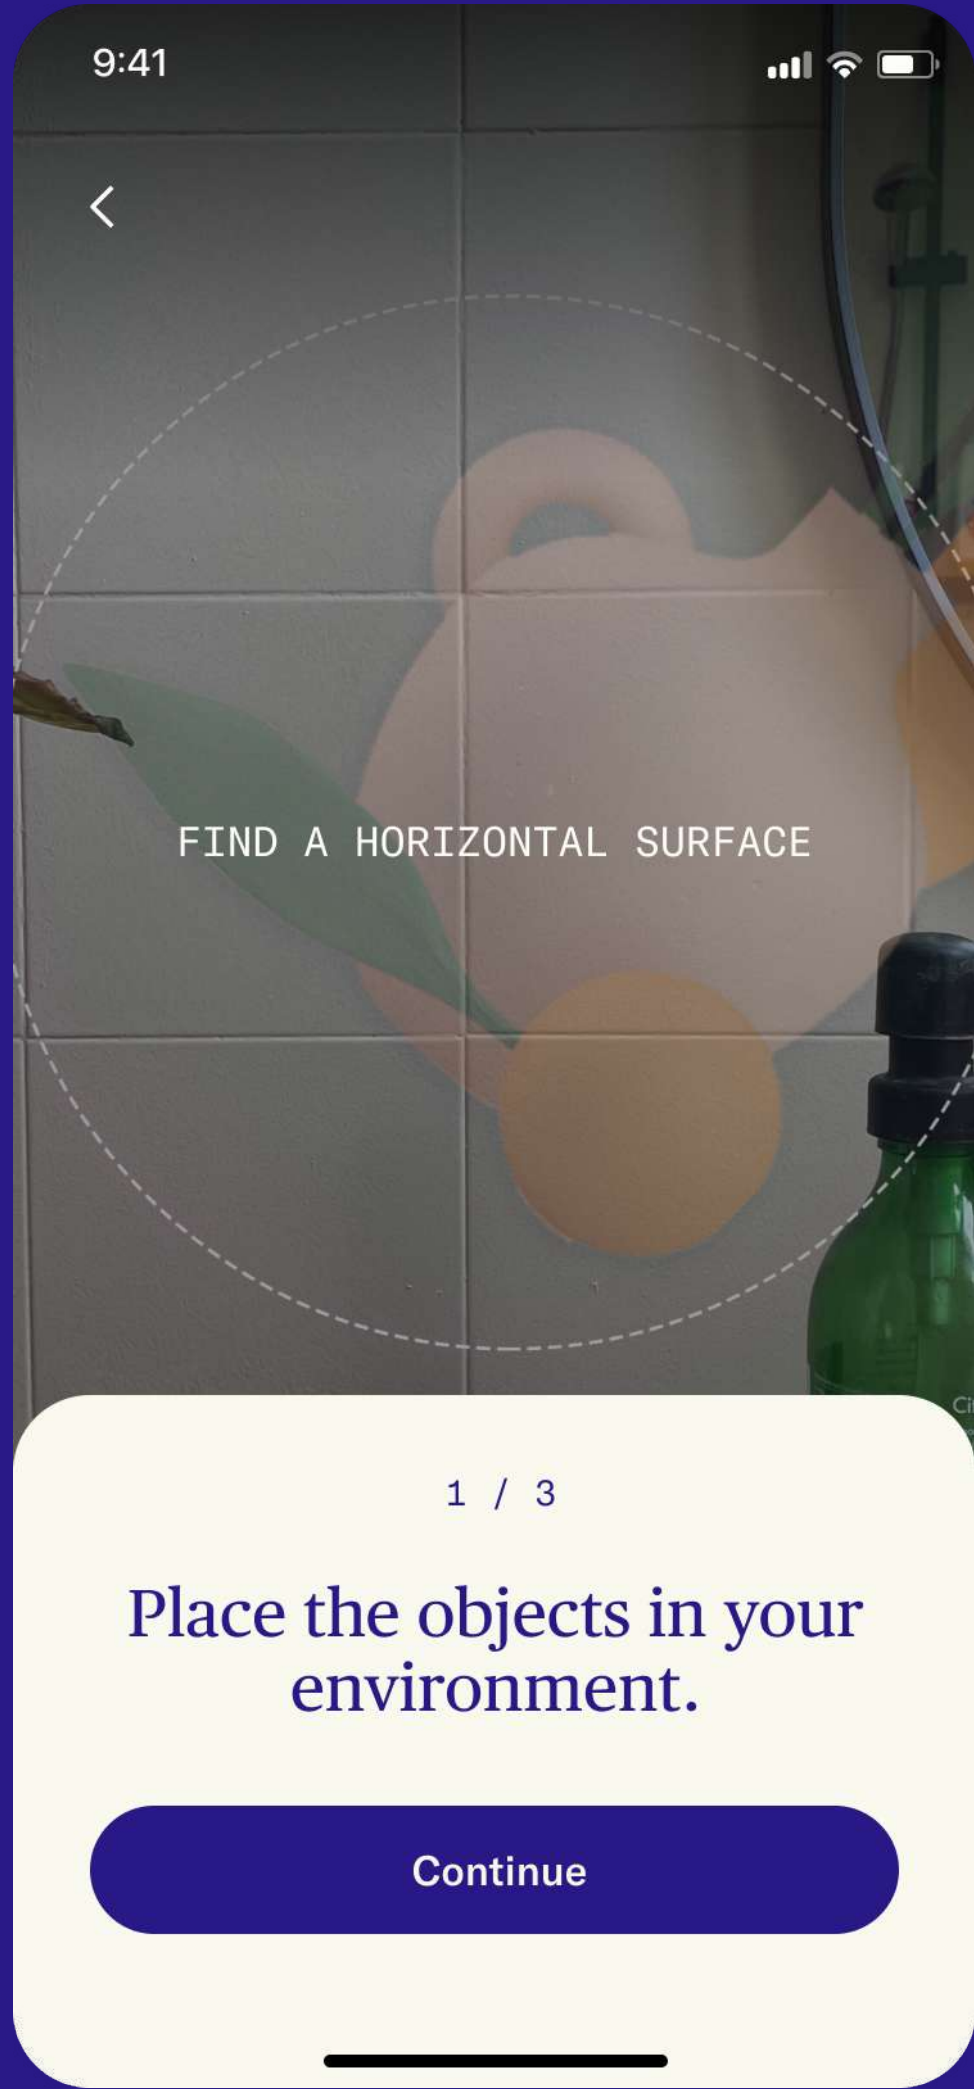 9:41
FIND A HORIZONTAL SURFACE
1 / 3
Place the objects in your
environment.
Continue